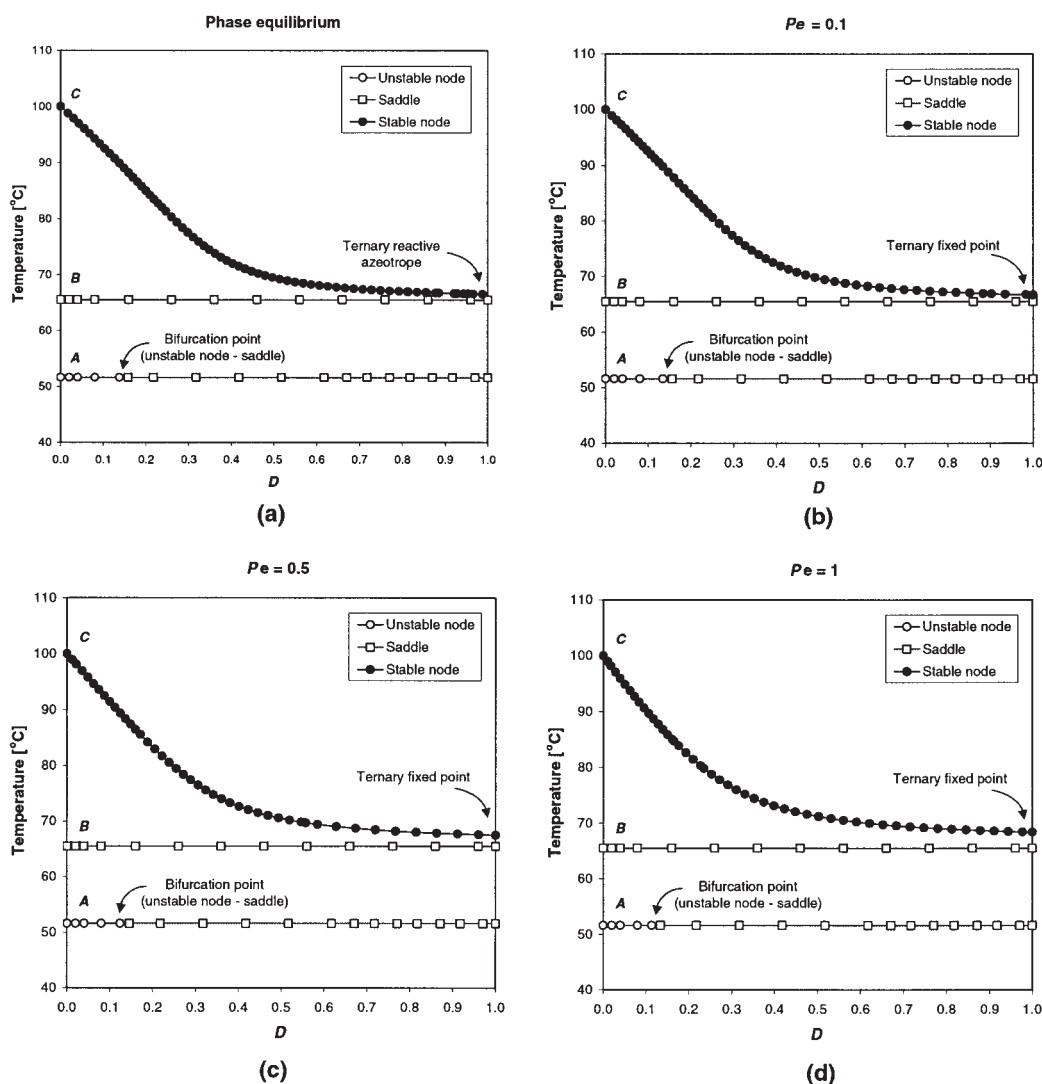 Phase equilibrium
110
100
90
80
70
60
50
40
Temperature [°C]
C
B
A
Unstable node
Saddle
Stable node
Ternary reactive
azeotrope
Bifurcation point
(unstable node - saddle)
0.0 0.1 0.2 0.3 0.4 0.5 0.6 0.7 0.8 0.9 1.0
D
(a)
Pe = 0.1
110
100
90
80
70
60
50
40
Temperature [°C]
C
B
A
Unstable node
Saddle
Stable node
Ternary fixed point
Bifurcation point
(unstable node - saddle)
0.0 0.1 0.2 0.3 0.4 0.5 0.6 0.7 0.8 0.9 1.0
D
(b)
Pe = 0.5
110
100
90
80
70
60
50
40
Temperature [°C]
C
B
A
Unstable node
Saddle
Stable node
Ternary fixed point
Bifurcation point
(unstable node - saddle)
0.0 0.1 0.2 0.3 0.4 0.5 0.6 0.7 0.8 0.9 1.0
D
(c)
Pe = 1
110
100
90
80
70
60
50
40
Temperature [°C]
C
B
A
Unstable node
Saddle
Stable node
Ternary fixed point
Bifurcation point
(unstable node - saddle)
0.0 0.1 0.2 0.3 0.4 0.5 0.6 0.7 0.8 0.9 1.0
D
(d)